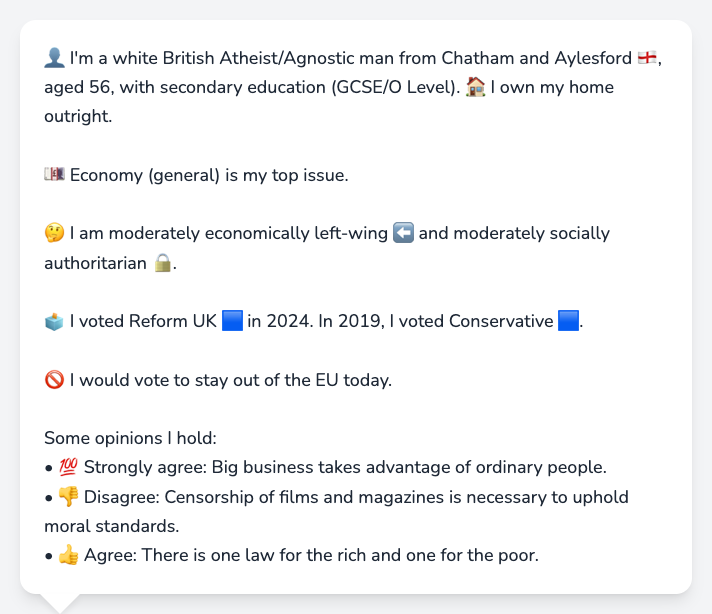 👤 I'm a white British Atheist/Agnostic man from Chatham and Aylesford 🏴󠁧󠁢󠁥󠁮󠁧󠁿,
aged 56, with secondary education (GCSE/O Level). 🏠 I own my home
outright.
💷 Economy (general) is my top issue.
🤔 I am moderately economically left-wing ⬅️ and moderately socially
authoritarian 🔒.
🗳️ I voted Reform UK 🟦 in 2024. In 2019, I voted Conservative 🟦.
🚫 I would vote to stay out of the EU today.
Some opinions I hold:
• 💯 Strongly agree: Big business takes advantage of ordinary people.
• 👎 Disagree: Censorship of films and magazines is necessary to uphold
moral standards.
• 👍 Agree: There is one law for the rich and one for the poor.